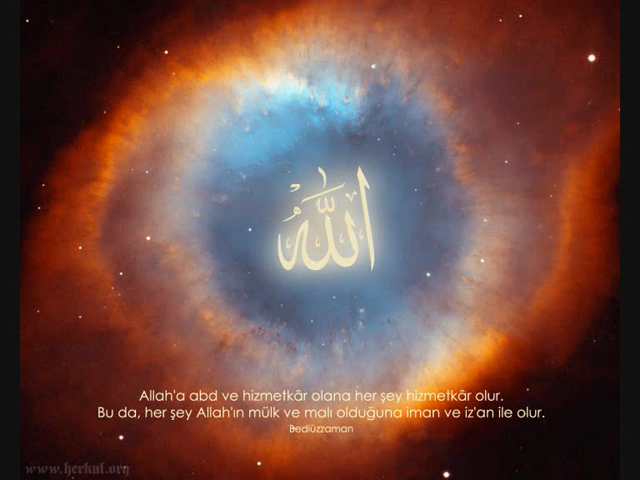 الله
Allah'a abd ve hizmetkâr olana her şey hizmetkâr olur.
Bu da, her şey Allah'ın mülk ve malı olduğuna iman ve iz'an ile olur.
Bediüzzaman
www.herkul.org